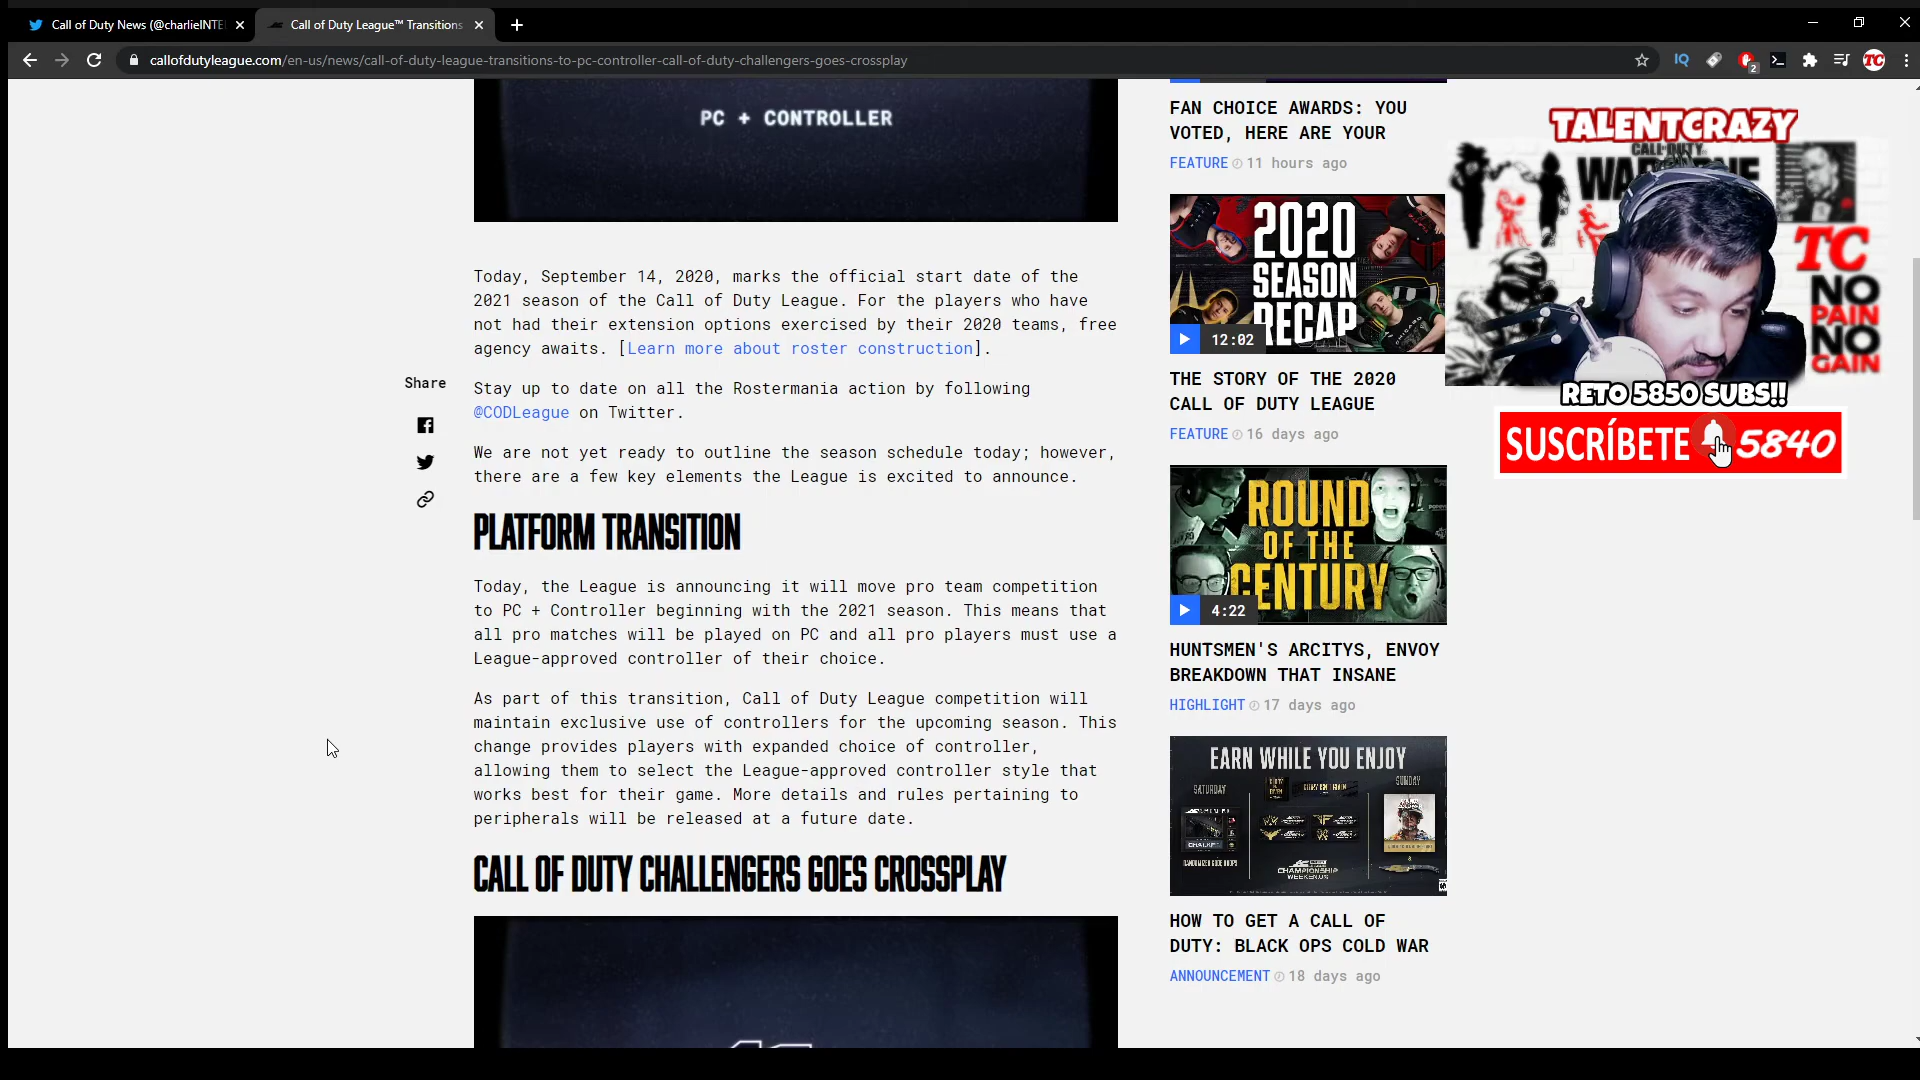 Call of Duty News (@charlieINTE
Call of Duty League™ Transitions
callofdutyleague.com/en-us/news/call-of-duty-league-transitions-to-pc-controller-call-of-duty-challengers-goes-crossplay
IQ
2
TC
PC + CONTROLLER
Today, September 14, 2020, marks the official start date of the
2021 season of the Call of Duty League. For the players who have
not had their extension options exercised by their 2020 teams, free
agency awaits. [Learn more about roster construction].
Share
Stay up to date on all the Rostermania action by following
@CODLeague on Twitter.
We are not yet ready to outline the season schedule today; however,
there are a few key elements the League is excited to announce.
PLATFORM TRANSITION
Today, the League is announcing it will move pro team competition
to PC + Controller beginning with the 2021 season. This means that
all pro matches will be played on PC and all pro players must use a
League-approved controller of their choice.
As part of this transition, Call of Duty League competition will
maintain exclusive use of controllers for the upcoming season. This
change provides players with expanded choice of controller,
allowing them to select the League-approved controller style that
works best for their game. More details and rules pertaining to
peripherals will be released at a future date.
CALL OF DUTY CHALLENGERS GOES CROSSPLAY
FAN CHOICE AWARDS: YOU
VOTED, HERE ARE YOUR
FEATURE 11 hours ago
2020
SEASON
RECAP
12:02
THE STORY OF THE 2020
CALL OF DUTY LEAGUE
FEATURE 16 days ago
ROUND
OF THE
CENTURY
4:22
HUNTSMEN'S ARCITYS, ENVOY
BREAKDOWN THAT INSANE
HIGHLIGHT 17 days ago
EARN WHILE YOU ENJOY
SATURDAY
SUNDAY
CHAMPIONSHIP
WEEKEND
HOW TO GET A CALL OF
DUTY: BLACK OPS COLD WAR
ANNOUNCEMENT 18 days ago
TALENTCRAZY
CALL OF DUTY
TC
NO
PAIN
NO
GAIN
RETO 5850 SUBS!!
SUSCRÍBETE 5840